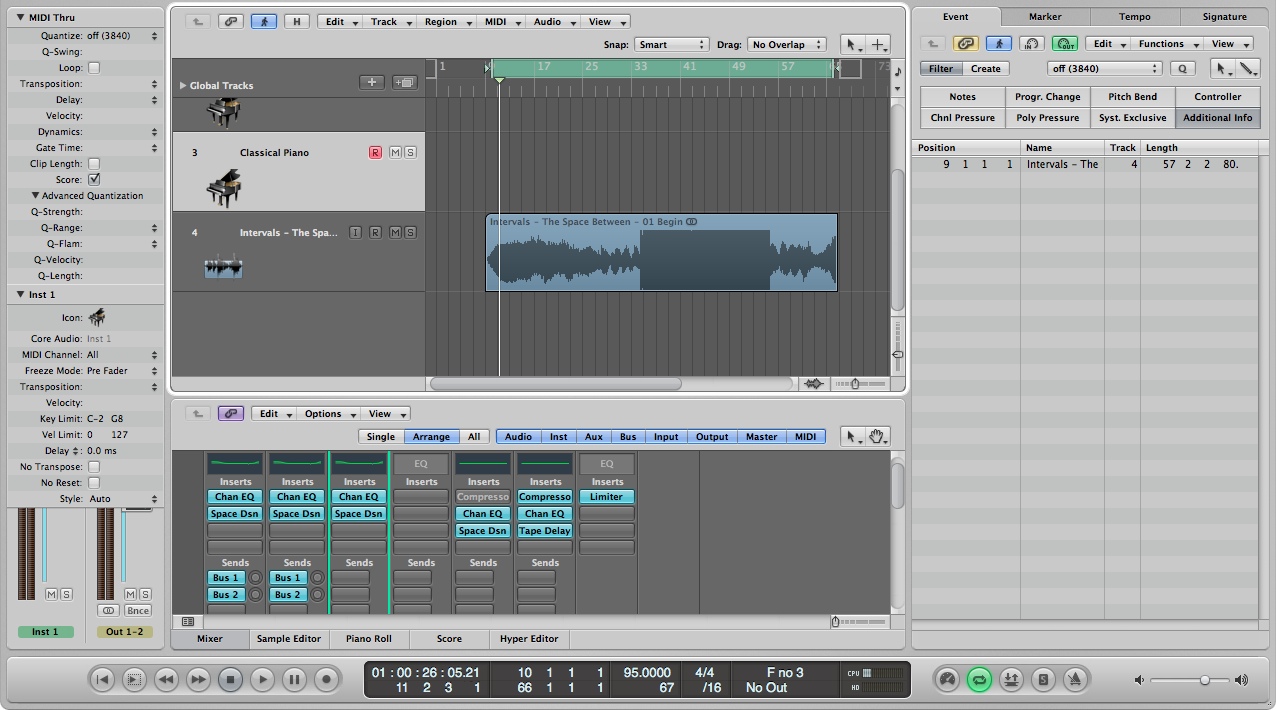 MIDI Thru
Quantize: off (3840)
Q-Swing:
Loop:
Transposition:
Delay:
Velocity:
Dynamics:
Gate Time:
Clip Length:
Score:
Advanced Quantization
Q-Strength:
Q-Range:
Q-Flam:
Q-Velocity:
Q-Length:
Inst 1
Icon:
Core Audio: Inst 1
MIDI Channel: All
Freeze Mode: Pre Fader
Transposition:
Velocity:
Key Limit: C-2 G8
Vel Limit: 0 127
Delay 0.0 ms
No Transpose:
No Reset:
Style: Auto
M S M S
Bnce
Inst 1 Out 1-2
H Edit Track Region MIDI Audio View
Snap: Smart Drag: No Overlap
1 17 25 33 41 49 57 73
Global Tracks
3 Classical Piano R M S
4 Intervals - The Spa... I R M S
Intervals - The Space Between - 01 Begin
Edit Options View
Single Arrange All Audio Inst Aux Bus Input Output Master MIDI
EQ EQ
Inserts Inserts Inserts Inserts Inserts Inserts Inserts
Chan EQ Chan EQ Chan EQ Compresso Compresso Limiter
Space Dsn Space Dsn Space Dsn Chan EQ Chan EQ
Space Dsn Tape Delay
Sends Sends Sends Sends Sends Sends
Bus 1 Bus 1
Bus 2 Bus 2
Mixer Sample Editor Piano Roll Score Hyper Editor
Event Marker Tempo Signature
IN OUT Edit Functions View
Filter Create off (3840) Q
Notes Progr. Change Pitch Bend Controller
Chnl Pressure Poly Pressure Syst. Exclusive Additional Info
Position Name Track Length
9 1 1 1 Intervals - The 4 57 2 2 80.
01 : 00 : 26 : 05.21 10 1 1 1 95.0000 4/4 F no 3 CPU
11 2 3 1 66 1 1 1 67 /16 No Out HD
S